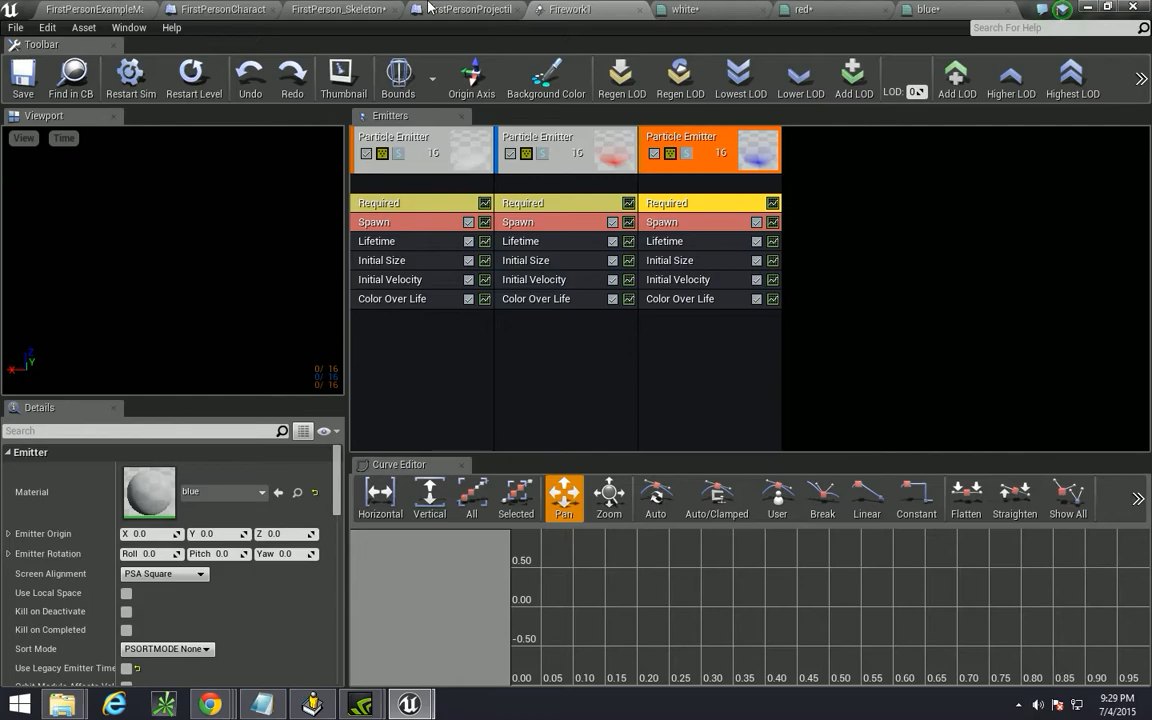 FirstPersonExampleMa
FirstPersonCharact
FirstPerson_Skeleton*
FirstPersonProjectil
Firework1
white*
red*
blue*
File Edit Asset Window Help
Search For Help
Toolbar
Save Find in CB Restart Sim Restart Level Undo Redo Thumbnail Bounds Origin Axis Background Color Regen LOD Regen LOD Lowest LOD Lower LOD Add LOD LOD: 0 Add LOD Higher LOD Highest LOD
Viewport
Emitters
View Time
Particle Emitter Particle Emitter Particle Emitter
16 16 16
Required Required Required
Spawn Spawn Spawn
Lifetime Lifetime Lifetime
Initial Size Initial Size Initial Size
Initial Velocity Initial Velocity Initial Velocity
Color Over Life Color Over Life Color Over Life
Z
Y
X
0/ 16
0/ 16
0/ 16
Details
Search
Emitter
Material blue
Emitter Origin X 0.0 Y 0.0 Z 0.0
Emitter Rotation Roll 0.0 Pitch 0.0 Yaw 0.0
Screen Alignment PSA Square
Use Local Space
Kill on Deactivate
Kill on Completed
Sort Mode PSORTMODE None
Use Legacy Emitter Time
Curve Editor
Horizontal Vertical All Selected Pan Zoom Auto Auto/Clamped User Break Linear Constant Flatten Straighten Show All
0.50
0.00
-0.50
0.00 0.05 0.10 0.15 0.20 0.25 0.30 0.35 0.40 0.45 0.50 0.55 0.60 0.65 0.70 0.75 0.80 0.85 0.90 0.95
9:29 PM
7/4/2015